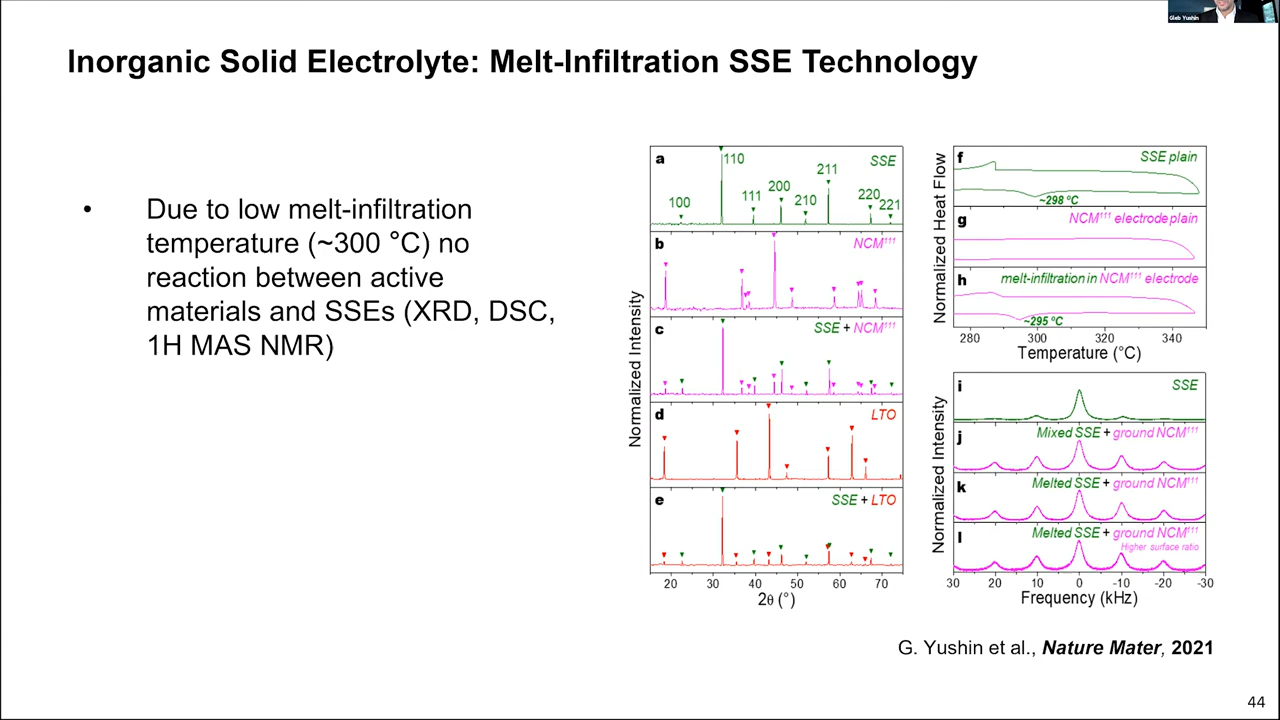 Gleb Yushin
Inorganic Solid Electrolyte: Melt-Infiltration SSE Technology
• Due to low melt-infiltration
temperature (~300 °C) no
reaction between active
materials and SSEs (XRD, DSC,
1H MAS NMR)
Normalized Intensity
a SSE
100 110 111 200 210 211 220 221
b NCM¹¹¹
c SSE + NCM¹¹¹
d LTO
e SSE + LTO
20 30 40 50 60 70
2θ (°)
Normalized Heat Flow
f SSE plain
~298 °C
g NCM¹¹¹ electrode plain
h melt-infiltration in NCM¹¹¹ electrode
~295 °C
280 300 320 340
Temperature (°C)
Normalized Intensity
i SSE
j Mixed SSE + ground NCM¹¹¹
k Melted SSE + ground NCM¹¹¹
l Melted SSE + ground NCM¹¹¹
Higher surface ratio
30 20 10 0 -10 -20 -30
Frequency (kHz)
G. Yushin et al., Nature Mater, 2021
44